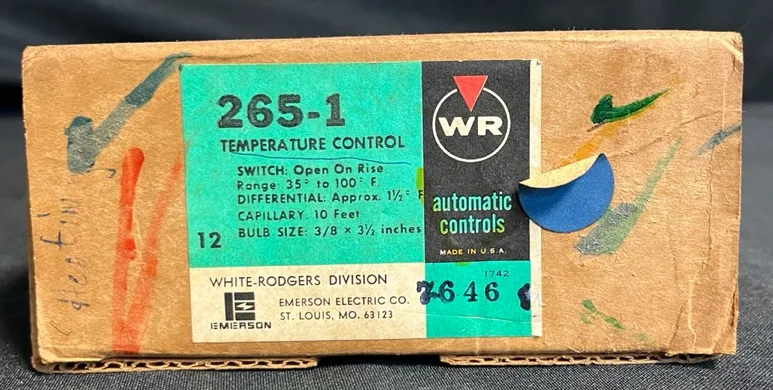 265-1
TEMPERATURE CONTROL
SWITCH: Open On Rise
Range: 35° to 100° F.
DIFFERENTIAL: Approx. 1½° F
CAPILLARY: 10 Feet
BULB SIZE: 3/8 x 3½ inches
12
WHITE-RODGERS DIVISION
EMERSON ELECTRIC CO.
ST. LOUIS, MO. 63123
EMERSON
WR
automatic
controls
MADE IN U.S.A.
1742
7646